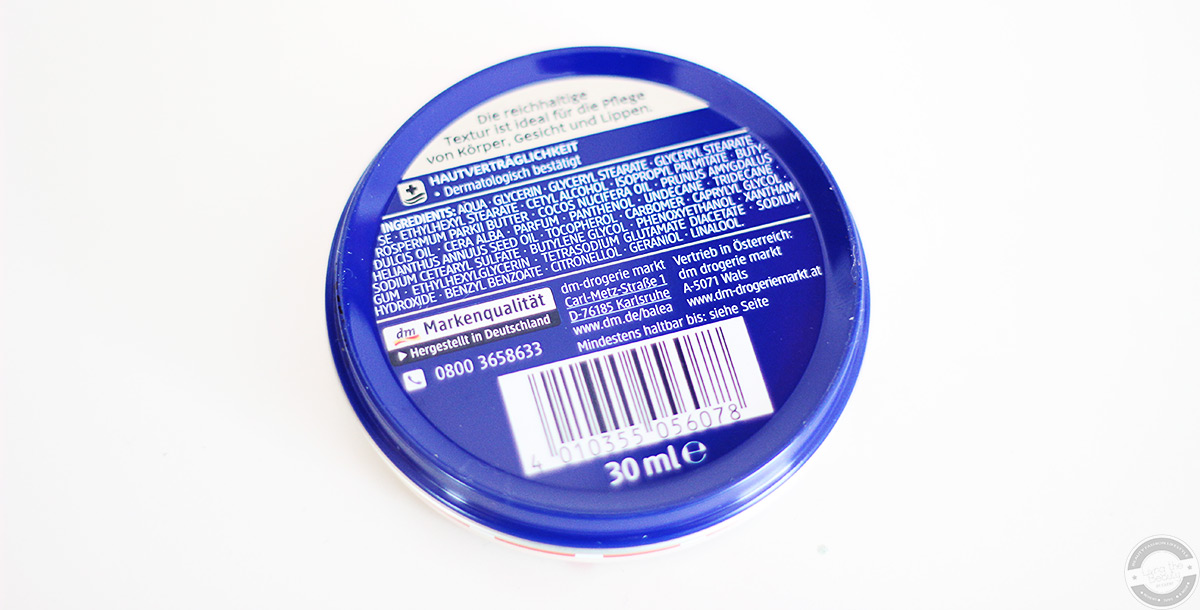 Die reichhaltige
Textur ist ideal für die Pflege
von Körper, Gesicht und Lippen.
HAUTVERTRÄGLICHKEIT
• Dermatologisch bestätigt
INGREDIENTS: AQUA · GLYCERIN · GLYCERYL STEARATE · GLYCERYL STEARATE
SE · ETHYLHEXYL STEARATE · CETYL ALCOHOL · ISOPROPYL PALMITATE · BUTY-
ROSPERMUM PARKII BUTTER · COCOS NUCIFERA OIL · PRUNUS AMYGDALUS
DULCIS OIL · CERA ALBA · PARFUM · PANTHENOL · UNDECANE · TRIDECANE ·
HELIANTHUS ANNUUS SEED OIL · TOCOPHEROL · CARBOMER · CAPRYLYL GLYCOL ·
SODIUM CETEARYL SULFATE · BUTYLENE GLYCOL · PHENOXYETHANOL · XANTHAN
GUM · ETHYLHEXYLGLYCERIN · TETRASODIUM GLUTAMATE DIACETATE · SODIUM
HYDROXIDE · BENZYL BENZOATE · CITRONELLOL · GERANIOL · LINALOOL.
dm Markenqualität
Hergestellt in Deutschland
0800 3658633
dm-drogerie markt
Carl-Metz-Straße 1
D-76185 Karlsruhe
www.dm.de/balea
Vertrieb in Österreich:
dm drogerie markt
A-5071 Wals
www.dm-drogeriemarkt.at
Mindestens haltbar bis: siehe Seite
4 010355 056078
30 ml e